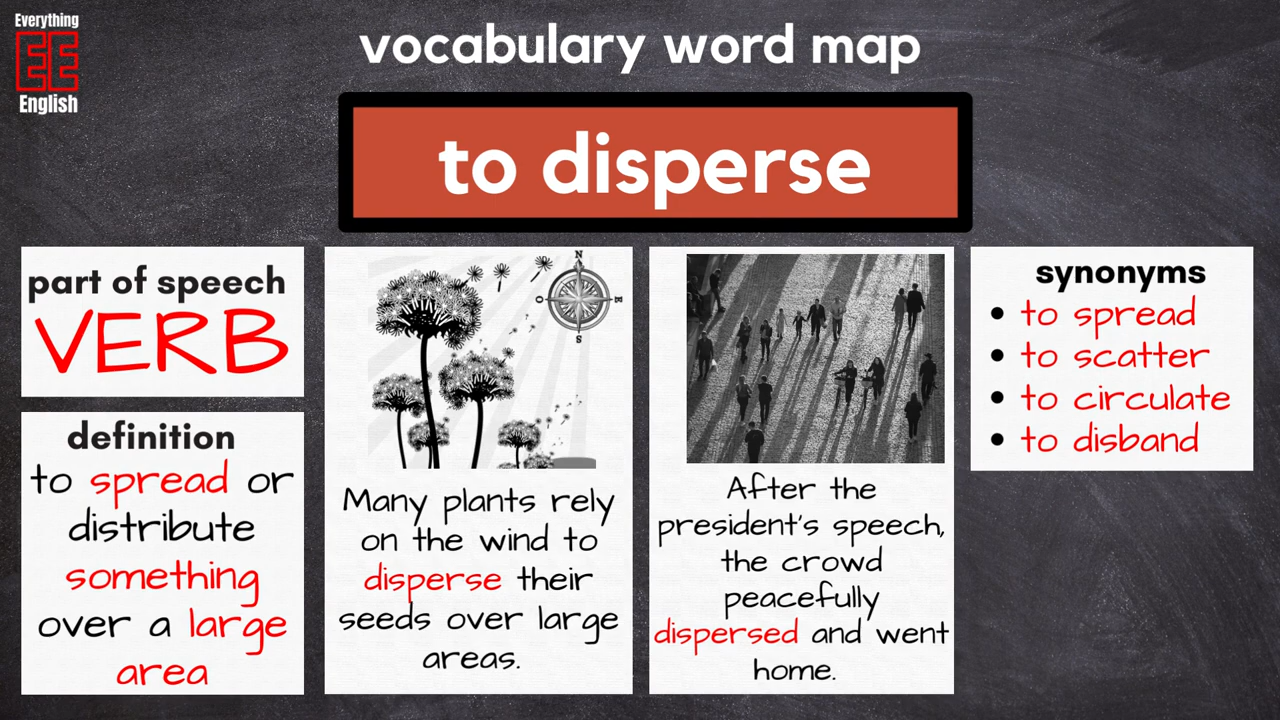 Everything
EE
English
vocabulary word map
to disperse
part of speech
VERB
definition
to spread or
distribute
something
over a large
area
N
O
E
S
Many plants rely
on the wind to
disperse their
seeds over large
areas.
After the
president's speech,
the crowd
peacefully
dispersed and went
home.
synonyms
• to spread
• to scatter
• to circulate
• to disband